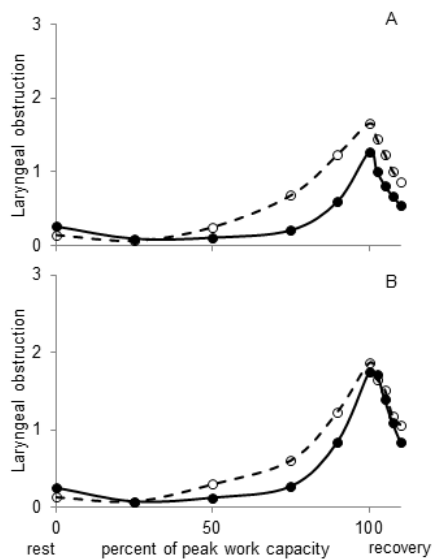 A
3
2
1
0
Laryngeal obstruction
B
3
2
1
0
Laryngeal obstruction
0 50 100
rest percent of peak work capacity recovery